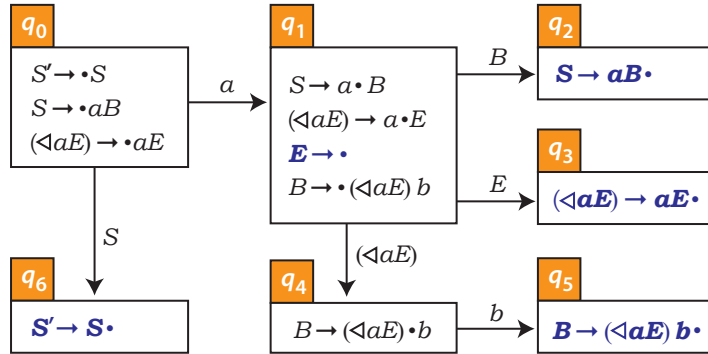 q₀
S′ → •S
S → •aB
(⊲aE) → •aE
a
q₁
S → a•B
(⊲aE) → a•E
E → •
B → •(⊲aE) b
B
q₂
S → aB•
E
q₃
(⊲aE) → aE•
S
(⊲aE)
q₆
S′ → S•
q₄
B → (⊲aE)•b
b
q₅
B → (⊲aE) b•